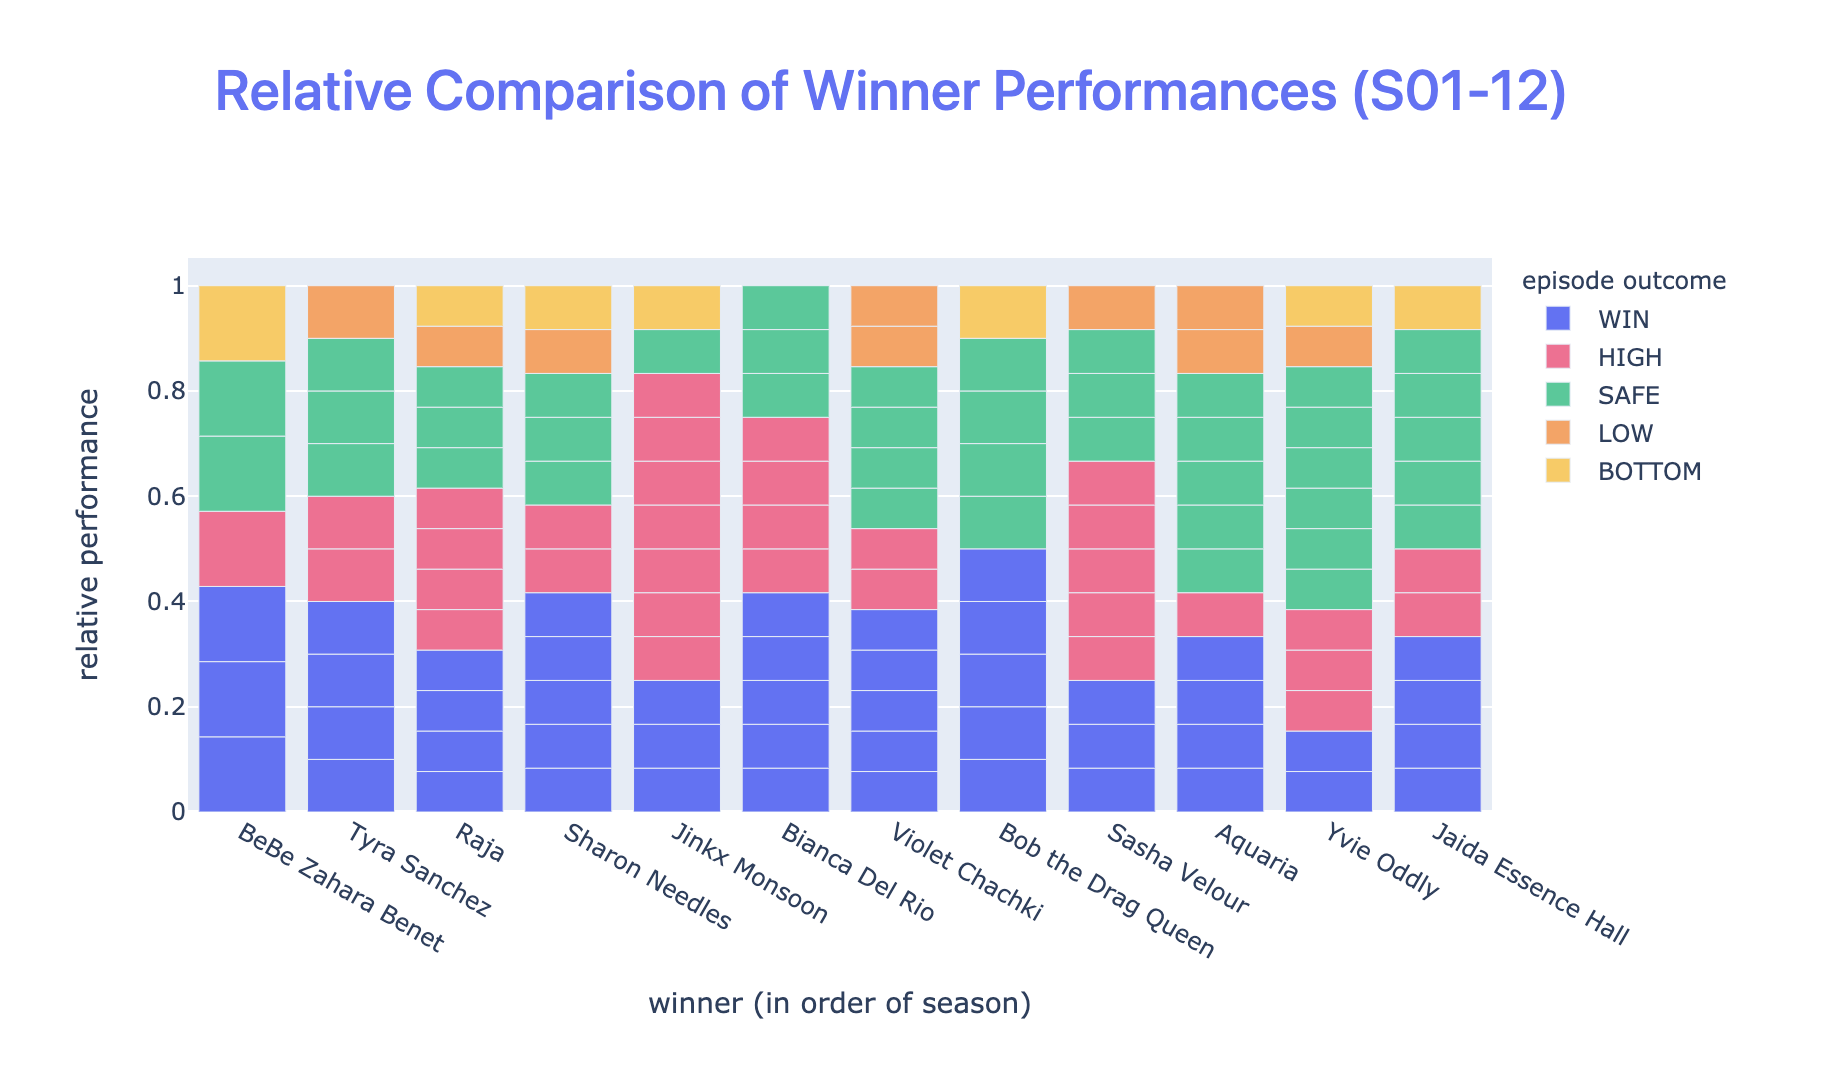 Relative Comparison of Winner Performances (S01-12)
episode outcome
WIN
HIGH
SAFE
LOW
BOTTOM
relative performance
1
0.8
0.6
0.4
0.2
0
BeBe Zahara Benet
Tyra Sanchez
Raja
Sharon Needles
Jinkx Monsoon
Bianca Del Rio
Violet Chachki
Bob the Drag Queen
Sasha Velour
Aquaria
Yvie Oddly
Jaida Essence Hall
winner (in order of season)